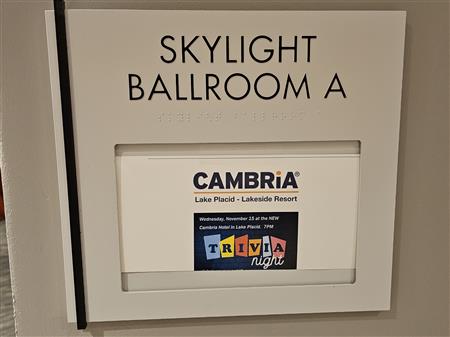 SKYLIGHT
BALLROOM A
CAMBRiA®
Lake Placid - Lakeside Resort
Wednesday, November 15 at the NEW
Cambria Hotel in Lake Placid. 7PM
TRIVIA
night